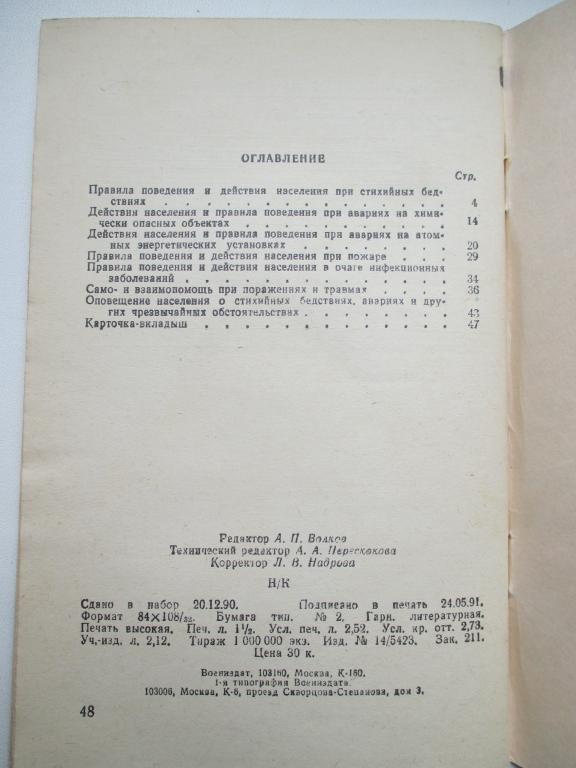 ОГЛАВЛЕНИЕ
Стр.
Правила поведения и действия населения при стихийных бед-
ствиях . . . . . . . . . . . . . . 4
Действия населения и правила поведения при авариях на хими-
чески опасных объектах . . . . . . . . . . 14
Действия населения и правила поведения при авариях на атом-
ных энергетических установках . . . . . . . . 20
Правила поведения и действия населения при пожаре . . . 29
Правила поведения и действия населения в очаге инфекционных
заболеваний . . . . . . . . . . . . . 34
Само- и взаимопомощь при поражениях и травмах . . . . 36
Оповещение населения о стихийных бедствиях, авариях и дру-
гих чрезвычайных обстоятельствах . . . . . . . 43
Карточка-вкладыш . . . . . . . . . . . . 47
Редактор А. П. Волков
Технический редактор А. А. Перескокова
Корректор Л. В. Надрова
Н/К
Сдано в набор 20.12.90. Подписано в печать 24.05.91.
Формат 84×108/32. Бумага тип. № 2. Гарн. литературная.
Печать высокая. Печ. л. 1½. Усл. печ. л. 2,52. Усл. кр. отт. 2,73.
Уч.-изд. л. 2,12. Тираж 1 000 000 экз. Изд. № 14/5423. Зак. 211.
Цена 30 к.
Воениздат, 103160, Москва, К-160.
1-я типография Воениздата
103006, Москва, К-6, проезд Скворцова-Степанова, дом 3.
48